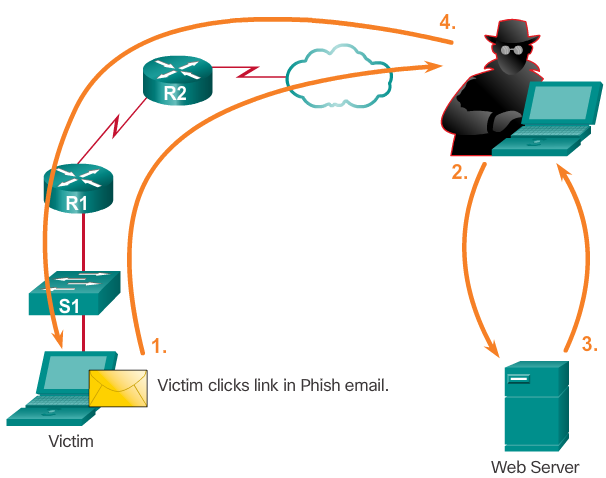 4.
R2
2.
R1
S1
1.
3.
Victim clicks link in Phish email.
Victim
Web Server